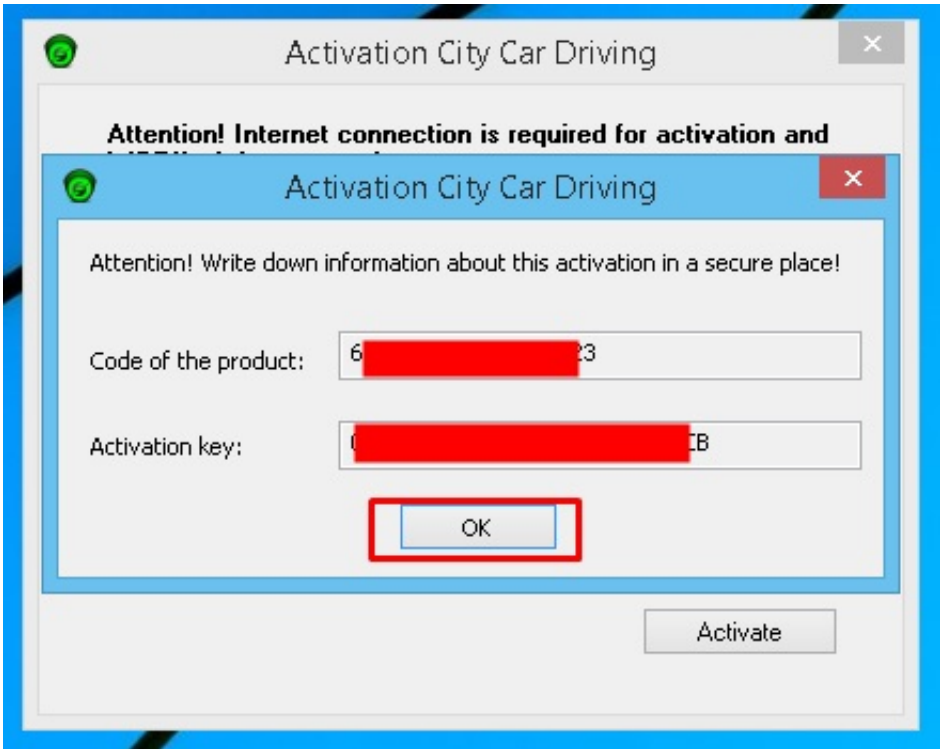 Activation City Car Driving
Attention! Internet connection is required for activation and
Activation City Car Driving
Attention! Write down information about this activation in a secure place!
Code of the product: 6 23
Activation key:
OK
Activate